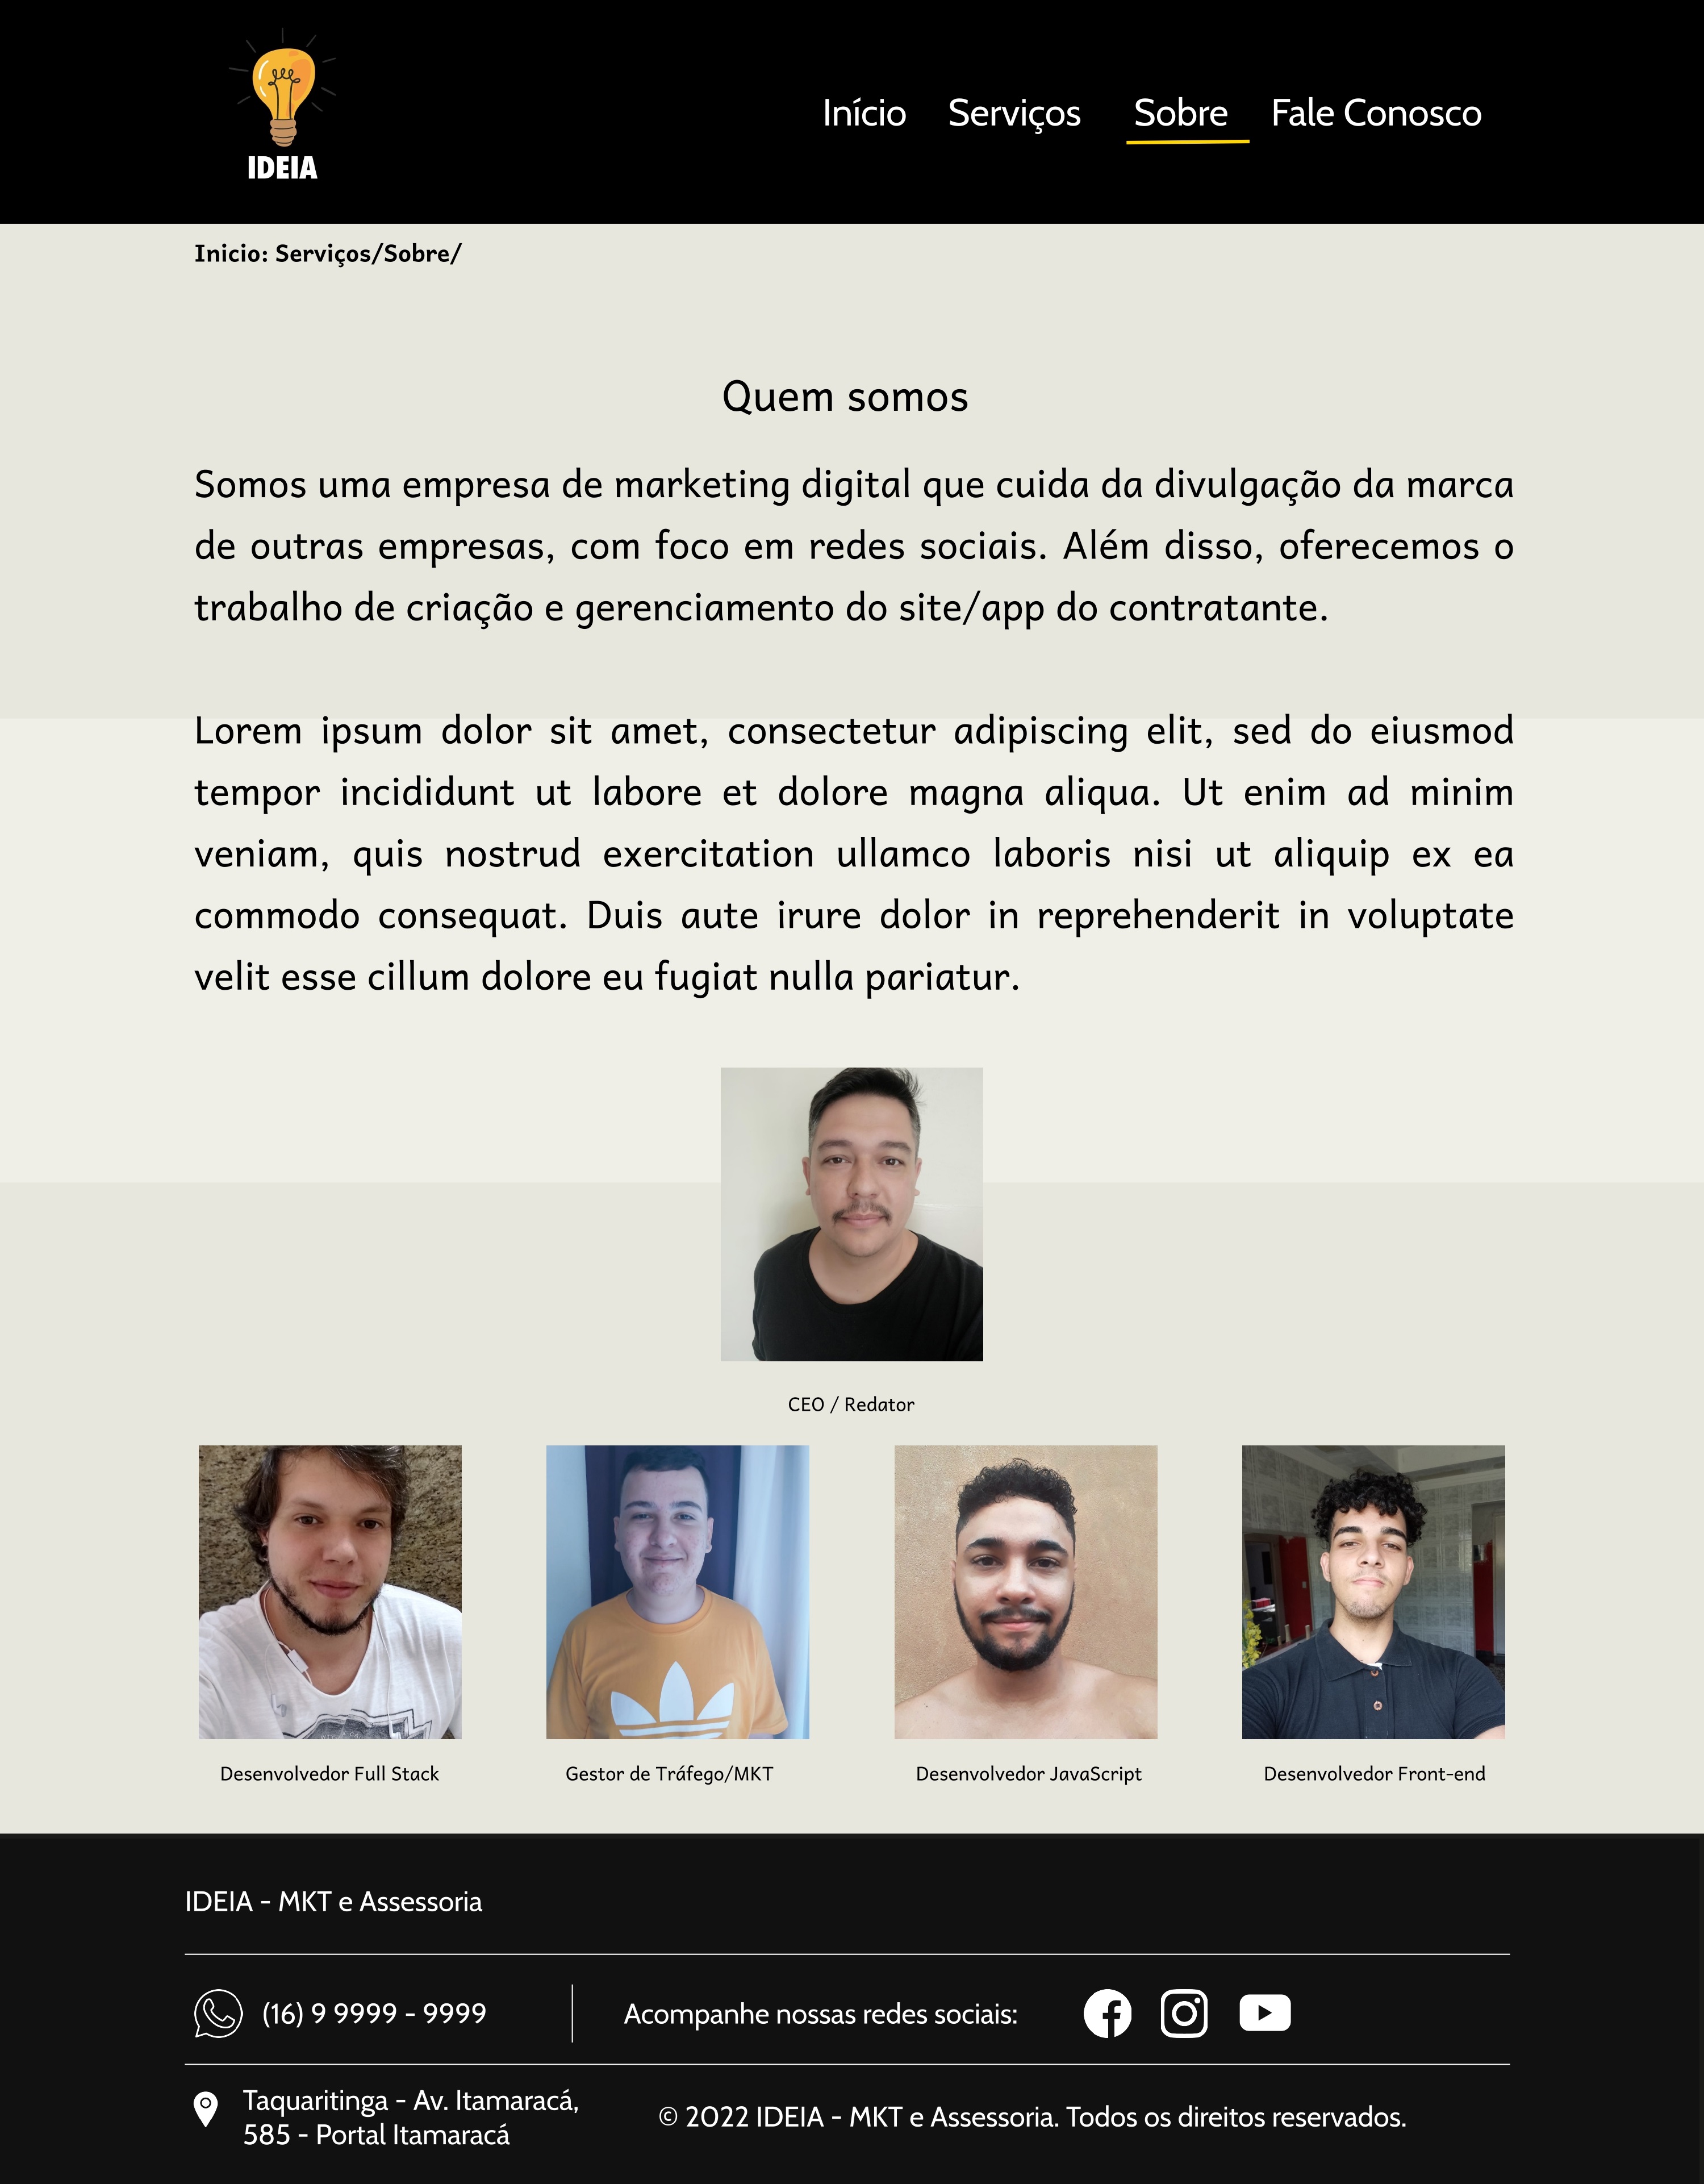 IDEIA
Início Serviços Sobre Fale Conosco
Inicio: Serviços/Sobre/
Quem somos
Somos uma empresa de marketing digital que cuida da divulgação da marca
de outras empresas, com foco em redes sociais. Além disso, oferecemos o
trabalho de criação e gerenciamento do site/app do contratante.
Lorem ipsum dolor sit amet, consectetur adipiscing elit, sed do eiusmod
tempor incididunt ut labore et dolore magna aliqua. Ut enim ad minim
veniam, quis nostrud exercitation ullamco laboris nisi ut aliquip ex ea
commodo consequat. Duis aute irure dolor in reprehenderit in voluptate
velit esse cillum dolore eu fugiat nulla pariatur.
CEO / Redator
Desenvolvedor Full Stack
Gestor de Tráfego/MKT
Desenvolvedor JavaScript
Desenvolvedor Front-end
IDEIA - MKT e Assessoria
(16) 9 9999 - 9999
Acompanhe nossas redes sociais:
Taquaritinga - Av. Itamaracá,
585 - Portal Itamaracá
© 2022 IDEIA - MKT e Assessoria. Todos os direitos reservados.